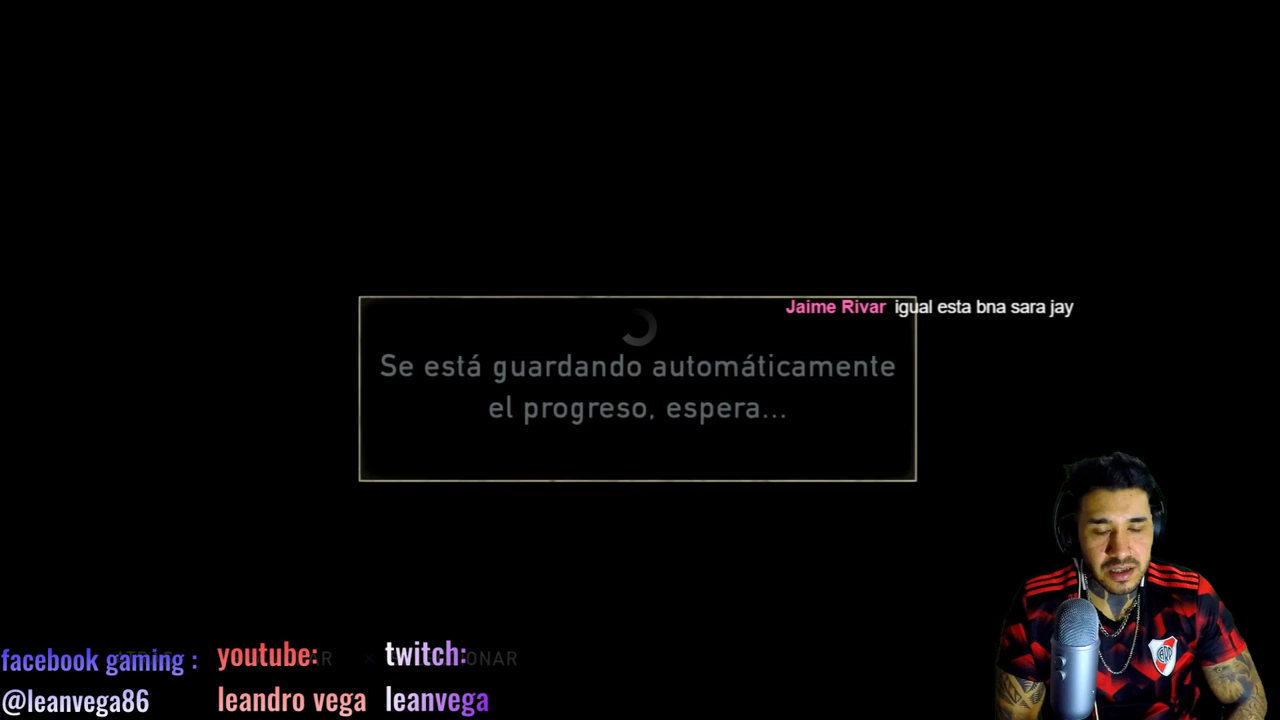 Jaime Rivar igual esta bna sara jay
Se está guardando automáticamente
el progreso, espera...
facebook gaming :
@leanvega86
youtube:
leandro vega
twitch:
leanvega